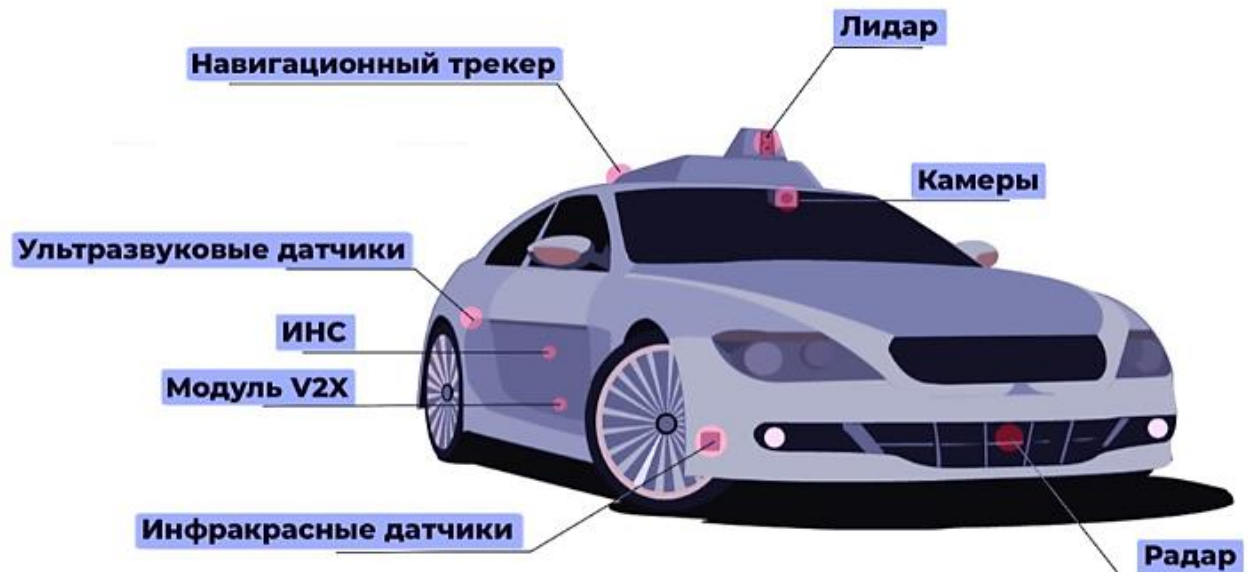 Лидар
Навигационный трекер
Камеры
Ультразвуковые датчики
ИНС
Модуль V2X
Инфракрасные датчики
Радар